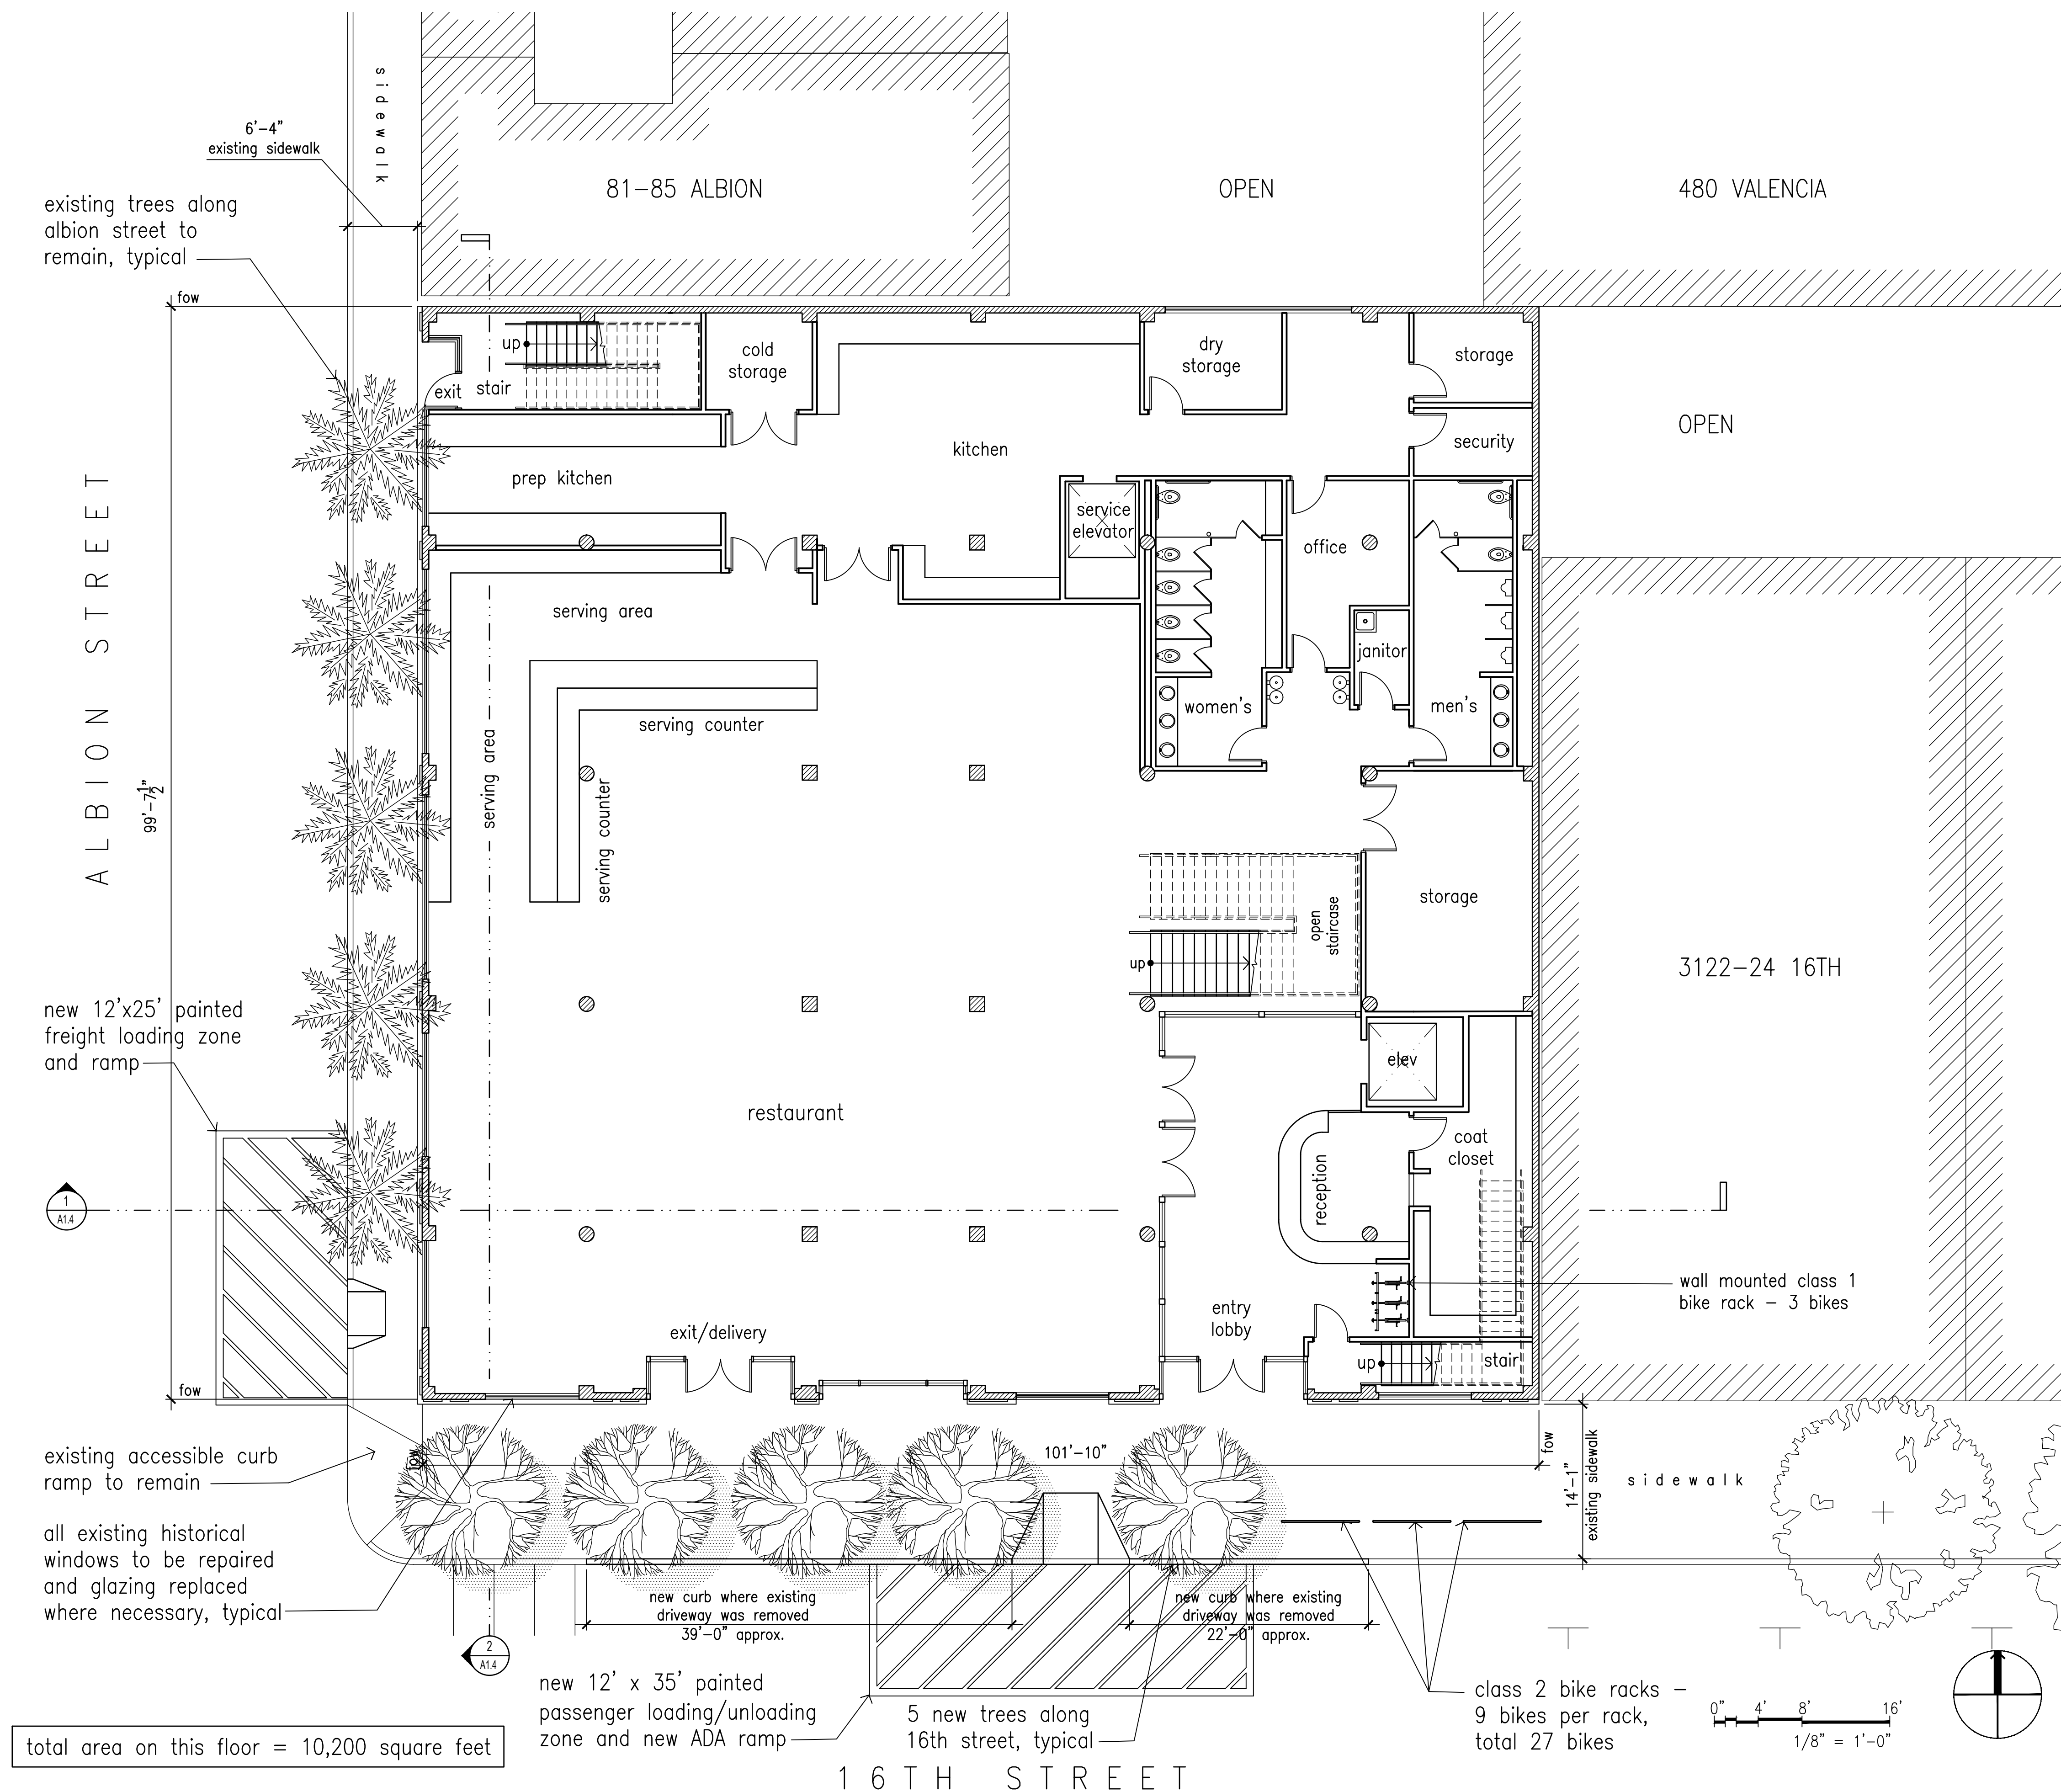 sidewalk
6'-4"
existing sidewalk
81-85 ALBION
OPEN
480 VALENCIA
existing trees along
albion street to
remain, typical
fow
up
exit
stair
cold
storage
dry
storage
storage
security
OPEN
kitchen
prep kitchen
service
elevator
office
serving area
janitor
serving counter
women's
men's
ALBION STREET
99'-7 1/2"
serving area
serving counter
open
staircase
storage
up
3122-24 16TH
new 12'x25' painted
freight loading zone
and ramp
elev
restaurant
coat
closet
reception
1
A1.4
wall mounted class 1
bike rack - 3 bikes
entry
lobby
exit/delivery
up
stair
fow
fow
101'-10"
fow
14'-1"
existing sidewalk
sidewalk
existing accessible curb
ramp to remain
all existing historical
windows to be repaired
and glazing replaced
where necessary, typical
new curb where existing
driveway was removed
39'-0" approx.
new curb where existing
driveway was removed
22'-0" approx.
2
A1.4
new 12' x 35' painted
passenger loading/unloading
zone and new ADA ramp
5 new trees along
16th street, typical
class 2 bike racks -
9 bikes per rack,
total 27 bikes
0" 4' 8' 16'
1/8" = 1'-0"
total area on this floor = 10,200 square feet
16TH STREET